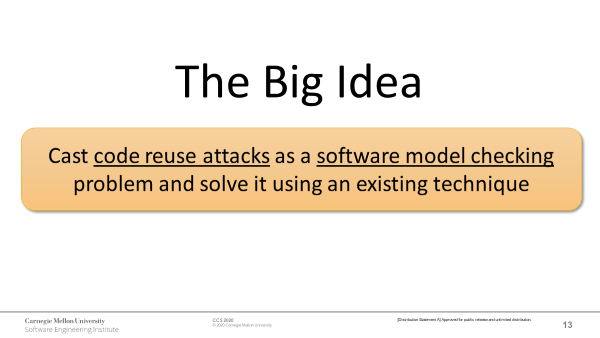 The Big Idea
Cast code reuse attacks as a software model checking
problem and solve it using an existing technique
Carnegie Mellon University
Software Engineering Institute
CCS 2020
© 2020 Carnegie Mellon University
[Distribution Statement A] Approved for public release and unlimited distribution.
13